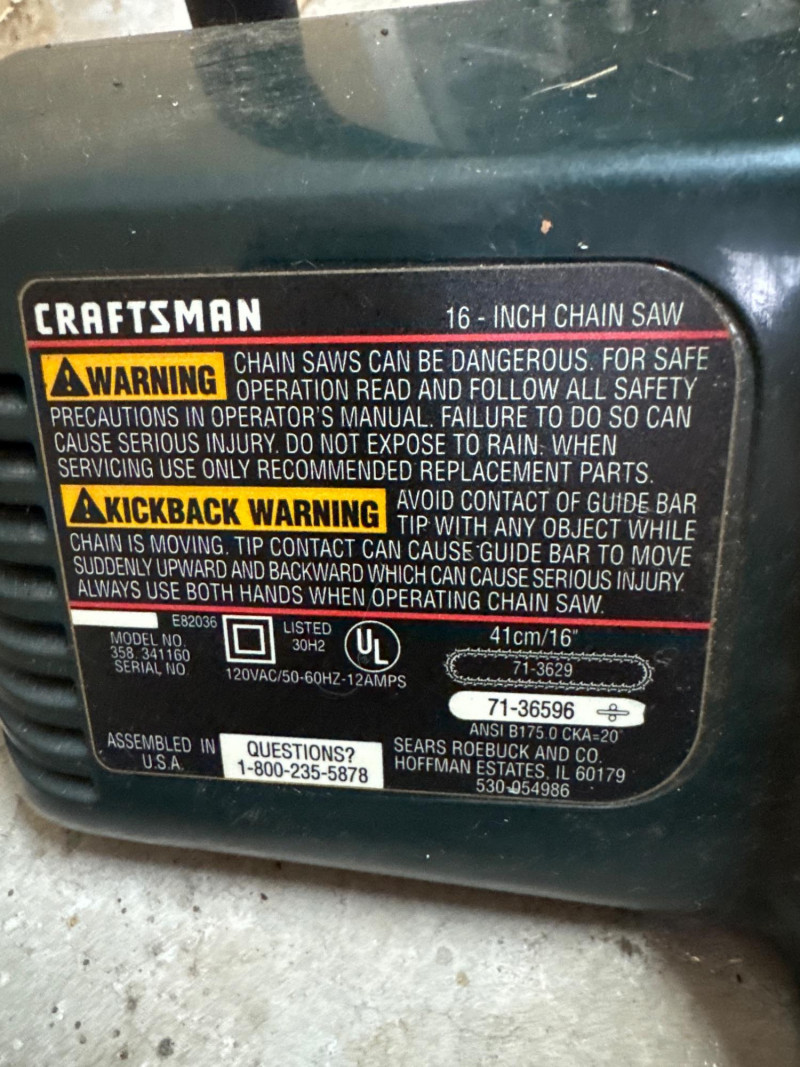 CRAFTSMAN 16 - INCH CHAIN SAW
WARNING CHAIN SAWS CAN BE DANGEROUS. FOR SAFE
OPERATION READ AND FOLLOW ALL SAFETY
PRECAUTIONS IN OPERATOR'S MANUAL. FAILURE TO DO SO CAN
CAUSE SERIOUS INJURY. DO NOT EXPOSE TO RAIN. WHEN
SERVICING USE ONLY RECOMMENDED REPLACEMENT PARTS.
KICKBACK WARNING AVOID CONTACT OF GUIDE BAR
TIP WITH ANY OBJECT WHILE
CHAIN IS MOVING. TIP CONTACT CAN CAUSE GUIDE BAR TO MOVE
SUDDENLY UPWARD AND BACKWARD WHICH CAN CAUSE SERIOUS INJURY.
ALWAYS USE BOTH HANDS WHEN OPERATING CHAIN SAW.
E82036
MODEL NO.
358. 341160
SERIAL NO
LISTED
30H2
UL
120VAC/50-60HZ-12AMPS
41cm/16"
71-3629
71-36596
ANSI B175.0 CKA=20°
ASSEMBLED IN
U.S.A.
QUESTIONS?
1-800-235-5878
SEARS ROEBUCK AND CO.
HOFFMAN ESTATES, IL 60179
530-054986